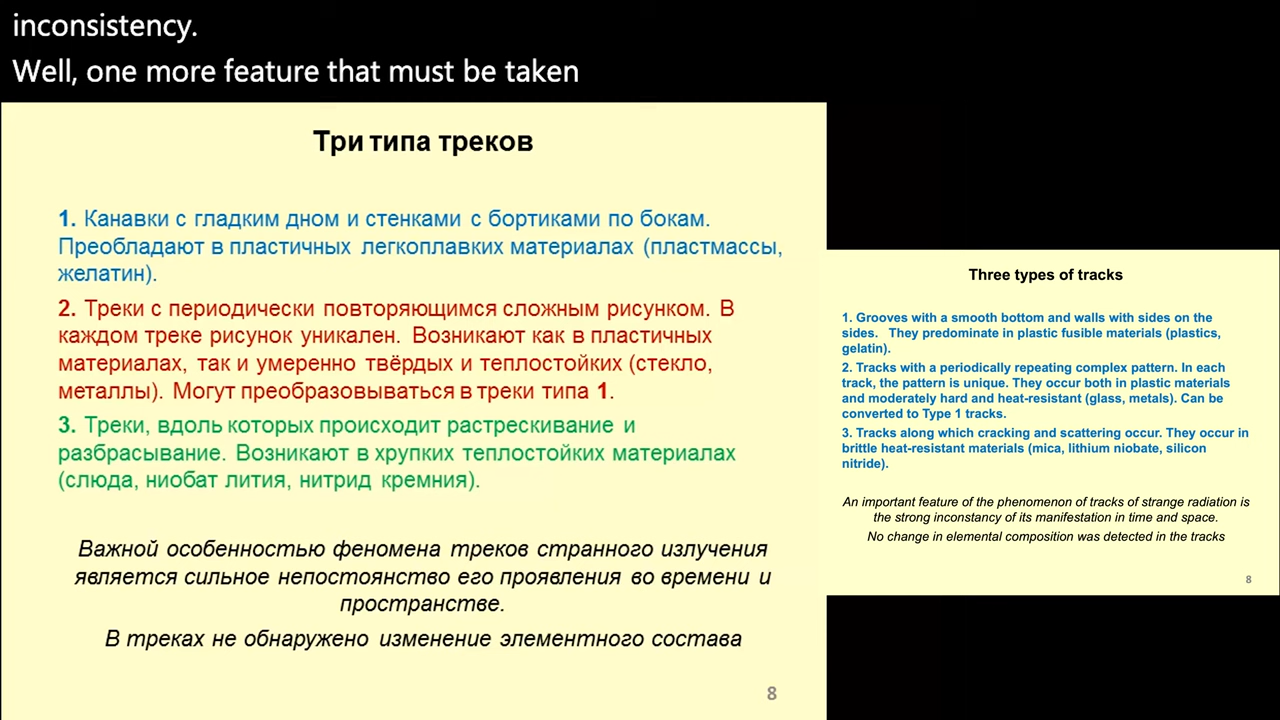 inconsistency.
Well, one more feature that must be taken
Три типа треков
1. Канавки с гладким дном и стенками с бортиками по бокам.
Преобладают в пластичных легкоплавких материалах (пластмассы,
желатин).
2. Треки с периодически повторяющимся сложным рисунком. В
каждом треке рисунок уникален. Возникают как в пластичных
материалах, так и умеренно твёрдых и теплостойких (стекло,
металлы). Могут преобразовываться в треки типа 1.
3. Треки, вдоль которых происходит растрескивание и
разбрасывание. Возникают в хрупких теплостойких материалах
(слюда, ниобат лития, нитрид кремния).
Важной особенностью феномена треков странного излучения
является сильное непостоянство его проявления во времени и
пространстве.
В треках не обнаружено изменение элементного состава
8
Three types of tracks
1. Grooves with a smooth bottom and walls with sides on the
sides. They predominate in plastic fusible materials (plastics,
gelatin).
2. Tracks with a periodically repeating complex pattern. In each
track, the pattern is unique. They occur both in plastic materials
and moderately hard and heat-resistant (glass, metals). Can be
converted to Type 1 tracks.
3. Tracks along which cracking and scattering occur. They occur in
brittle heat-resistant materials (mica, lithium niobate, silicon
nitride).
An important feature of the phenomenon of tracks of strange radiation is
the strong inconstancy of its manifestation in time and space.
No change in elemental composition was detected in the tracks
8